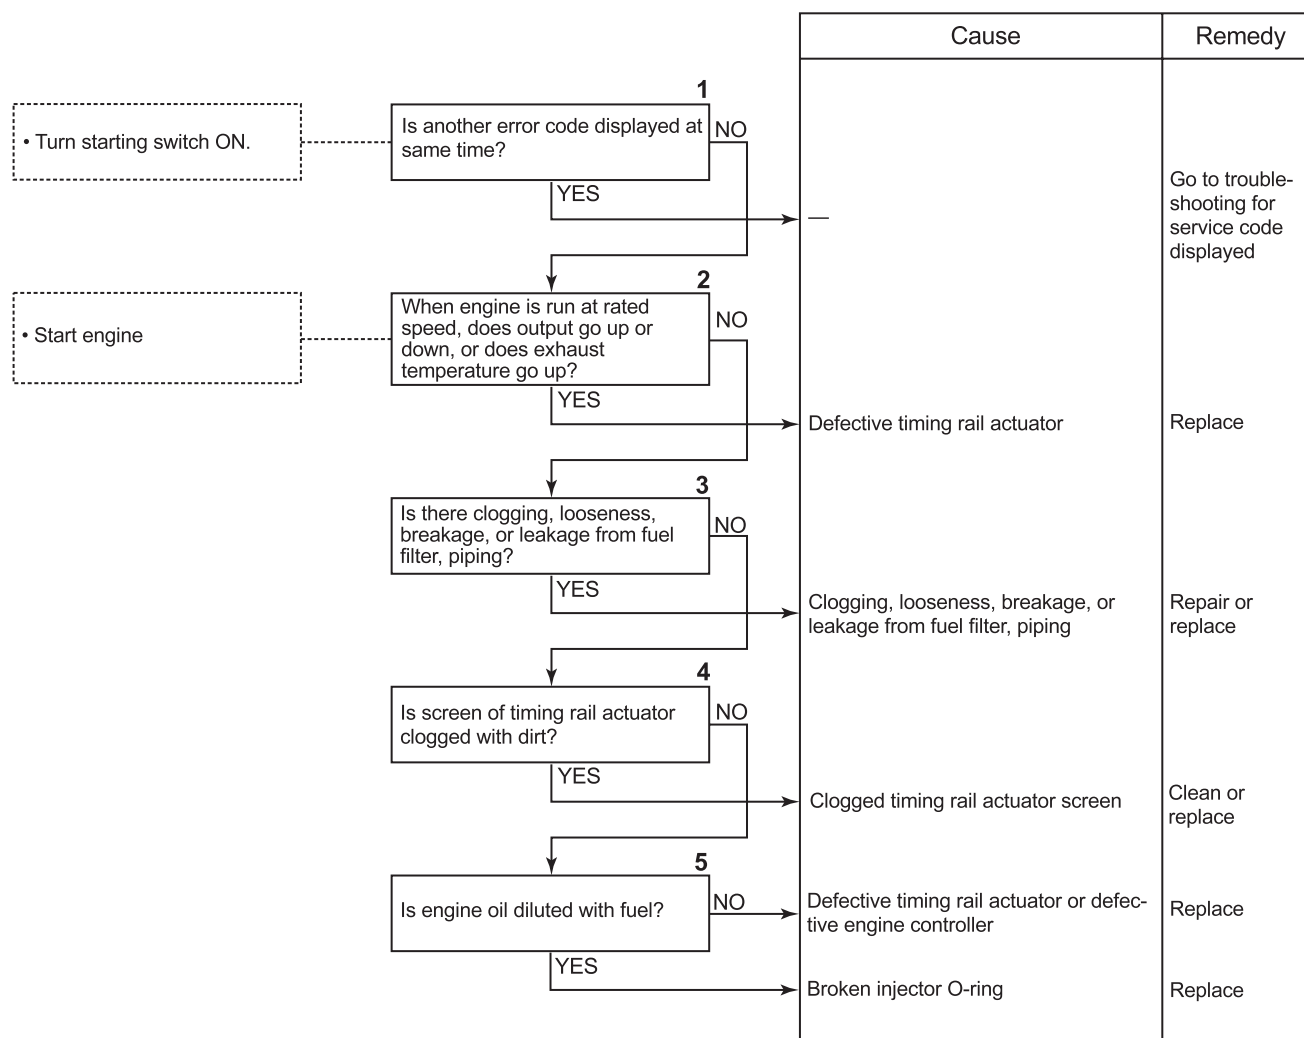 Cause
Remedy
1
• Turn starting switch ON.
Is another error code displayed at
same time?
NO
YES
—
Go to trouble-
shooting for
service code
displayed
2
• Start engine
When engine is run at rated
speed, does output go up or
down, or does exhaust
temperature go up?
NO
YES
Defective timing rail actuator
Replace
3
Is there clogging, looseness,
breakage, or leakage from fuel
filter, piping?
NO
YES
Clogging, looseness, breakage, or
leakage from fuel filter, piping
Repair or
replace
4
Is screen of timing rail actuator
clogged with dirt?
NO
YES
Clogged timing rail actuator screen
Clean or
replace
5
Is engine oil diluted with fuel?
NO
Defective timing rail actuator or defec-
tive engine controller
Replace
YES
Broken injector O-ring
Replace